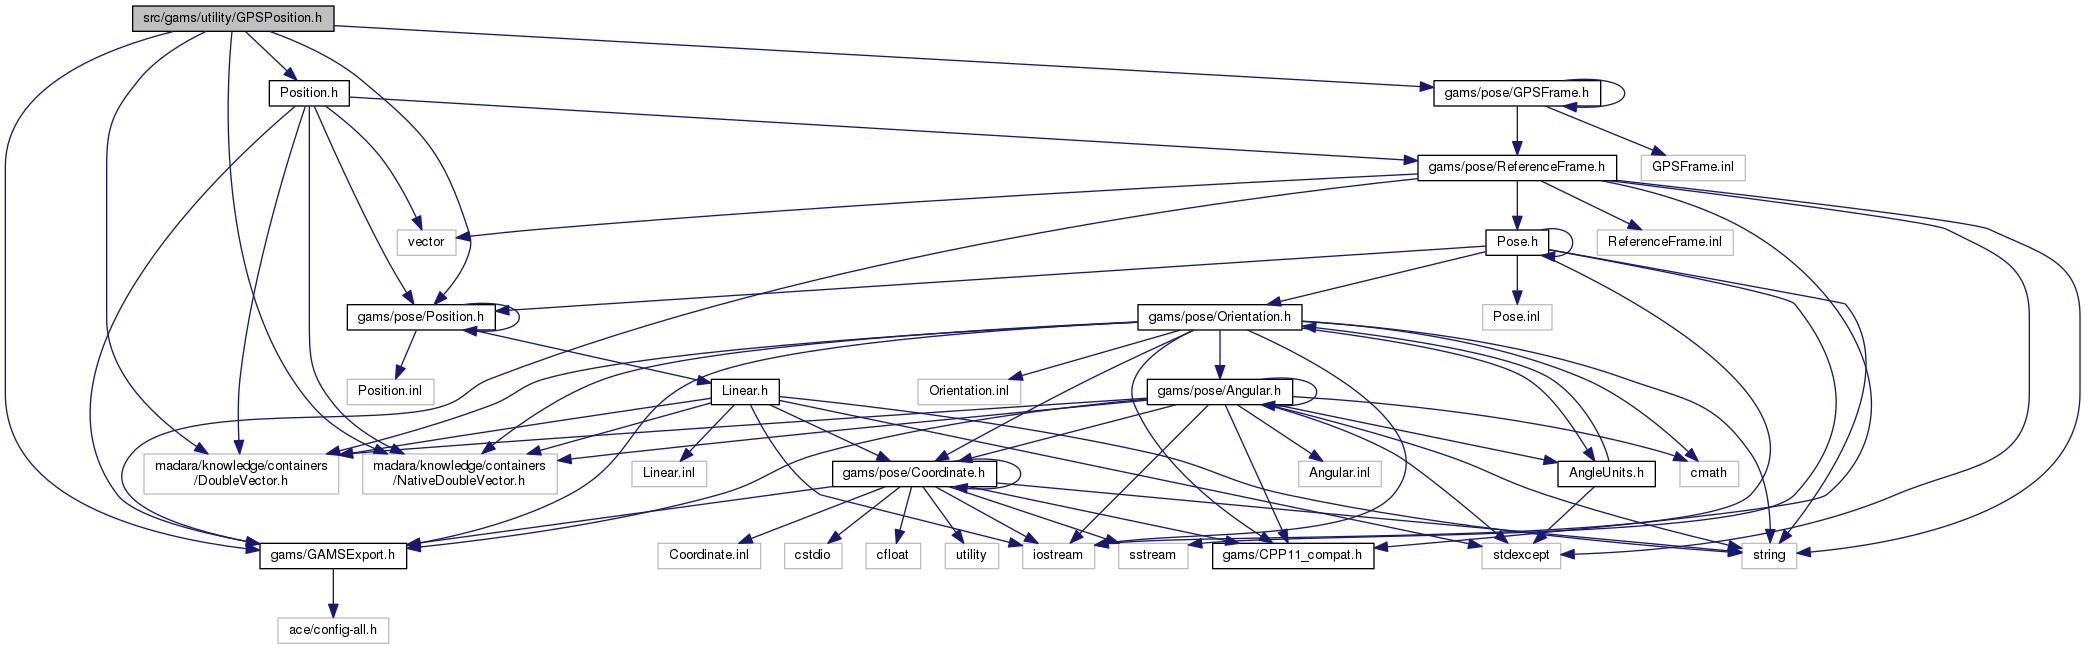 src/gams/utility/GPSPosition.h
Position.h
gams/pose/GPSFrame.h
gams/pose/ReferenceFrame.h
GPSFrame.inl
vector
Pose.h
ReferenceFrame.inl
gams/pose/Position.h
gams/pose/Orientation.h
Pose.inl
Position.inl
Linear.h
Orientation.inl
gams/pose/Angular.h
madara/knowledge/containers
/DoubleVector.h
madara/knowledge/containers
/NativeDoubleVector.h
Linear.inl
gams/pose/Coordinate.h
Angular.inl
AngleUnits.h
cmath
gams/GAMSExport.h
Coordinate.inl
cstdio
cfloat
utility
iostream
sstream
gams/CPP11_compat.h
stdexcept
string
ace/config-all.h